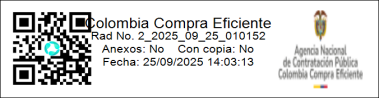 Colombia Compra Eficiente
Rad No. 2_2025_09_25_010152
Anexos: No Con copia: No
Fecha: 25/09/2025 14:03:13
Agencia Nacional
de Contratación Pública
Colombia Compra Eficiente